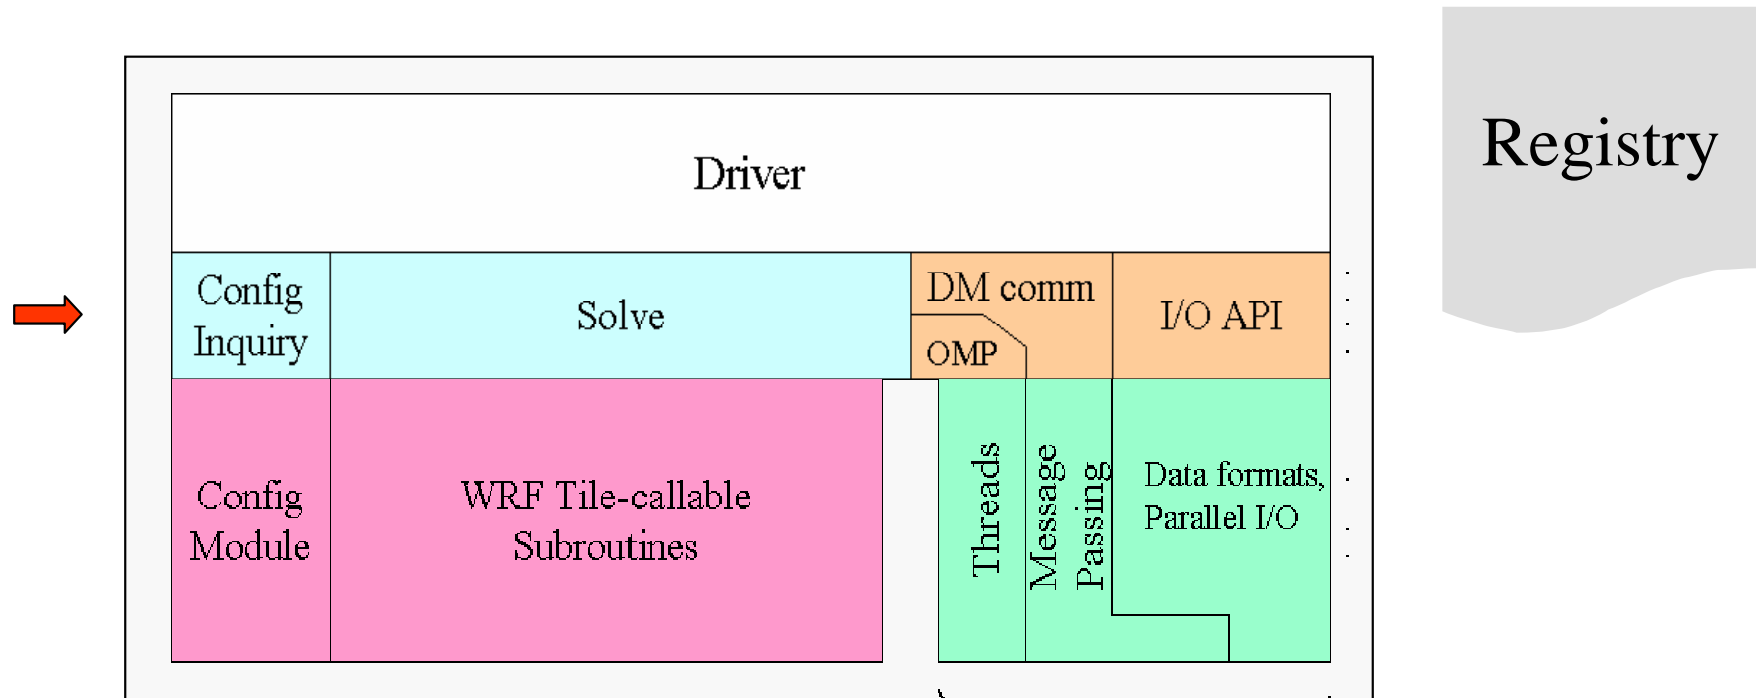 Registry
Driver
Config
Inquiry
Solve
DM comm
OMP
I/O API
Config
Module
WRF Tile-callable
Subroutines
Threads
Message
Passing
Data formats,
Parallel I/O